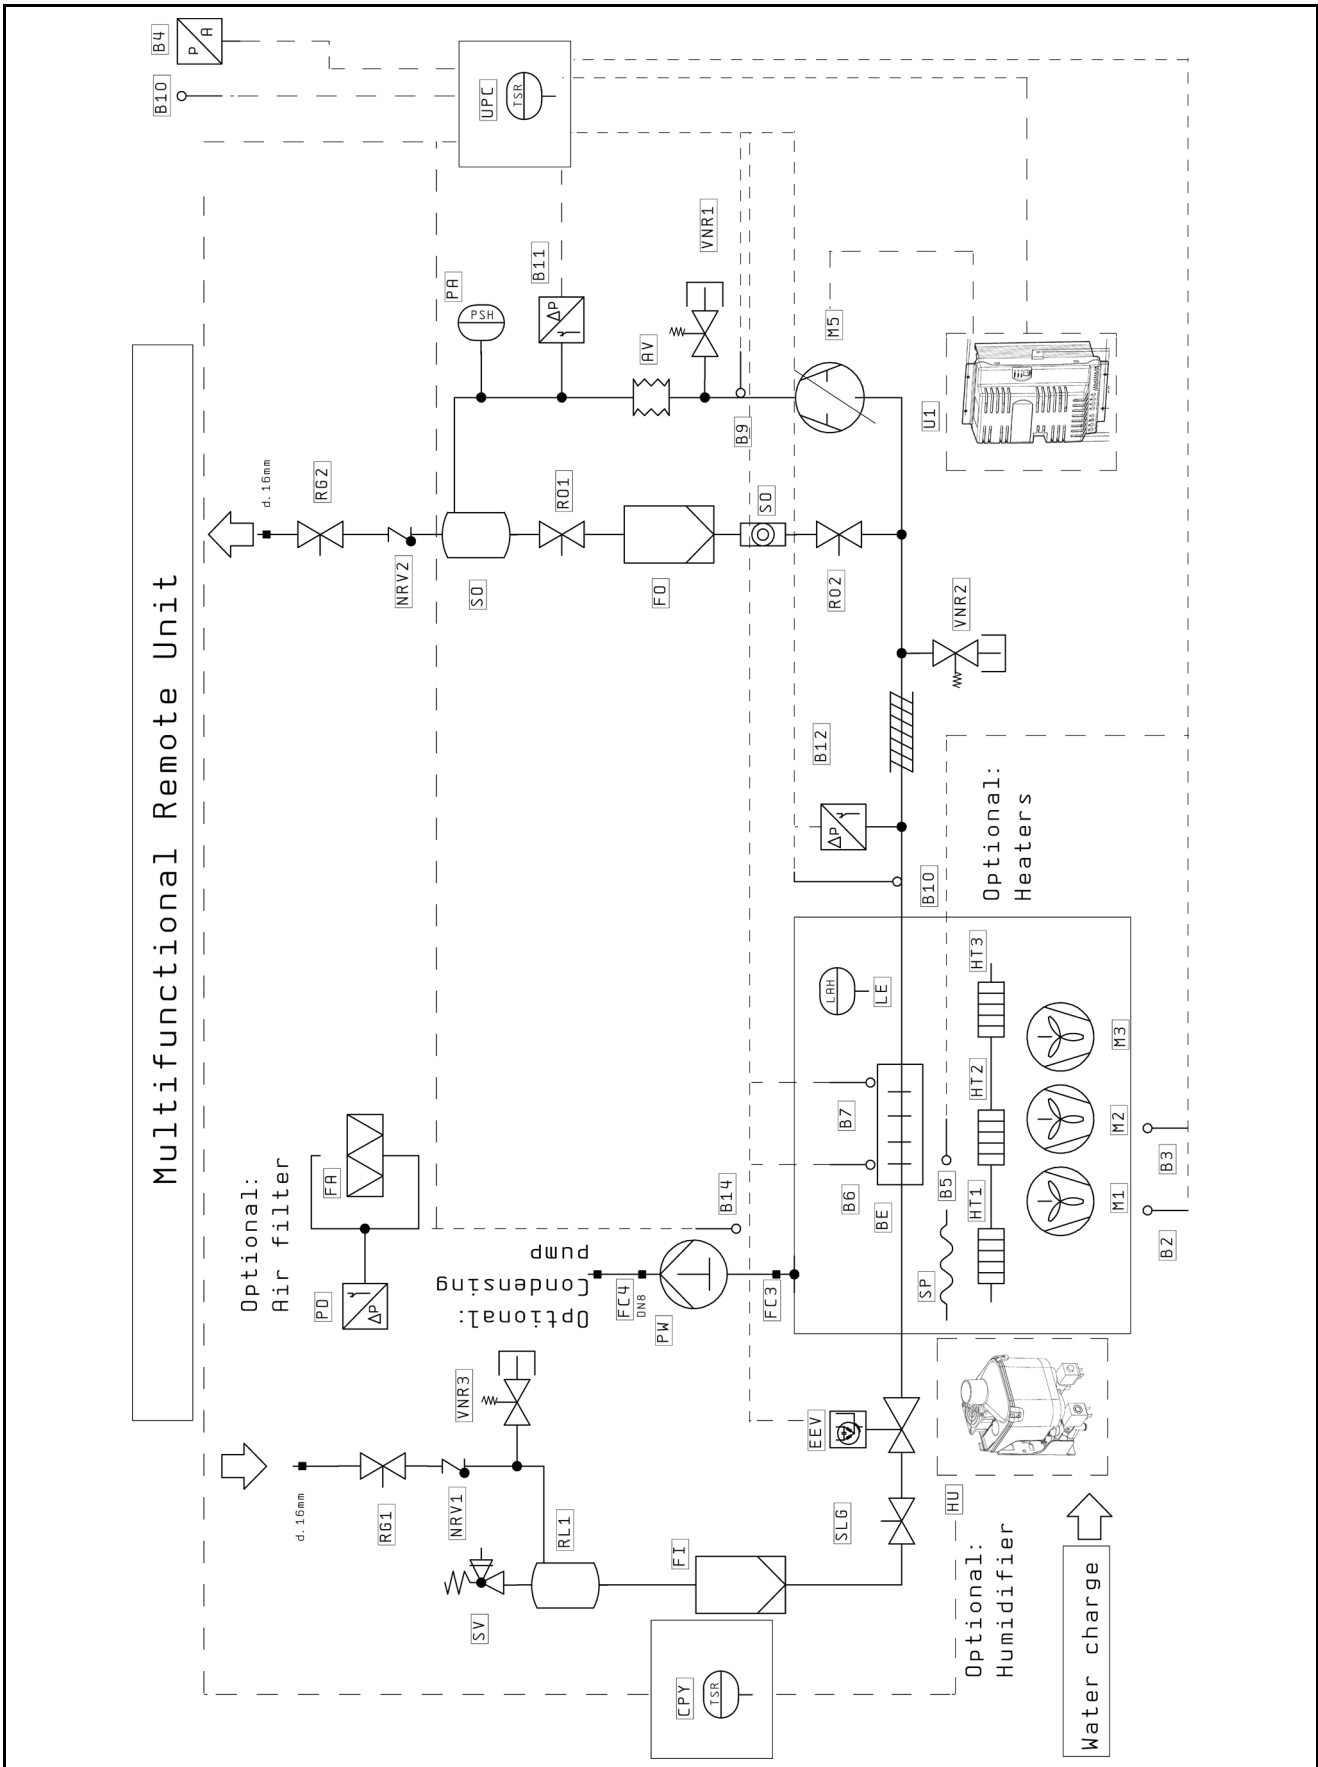 Multifunctional Remote Unit
B4
P
A
B10
UPC
TSR
PA
PSH
B11
ΔP
AV
VNR1
B9
M5
U1
d.16mm
RG2
NRV2
SO
RO1
FO
SO
RO2
VNR2
B12
ΔP
B10
Optional:
Heaters
LAH
LE
HT3
HT2
HT1
B7
B6
BE
B5
SP
M3
M2
M1
B3
B2
Optional:
Air filter
FA
PD
ΔP
B14
Optional:
Condensing
pump
FC4
DN8
PW
FC3
VNR3
d.16mm
RG1
NRV1
RL1
SV
FI
EEV
SLG
HU
CPY
TSR
Optional:
Humidifier
Water charge